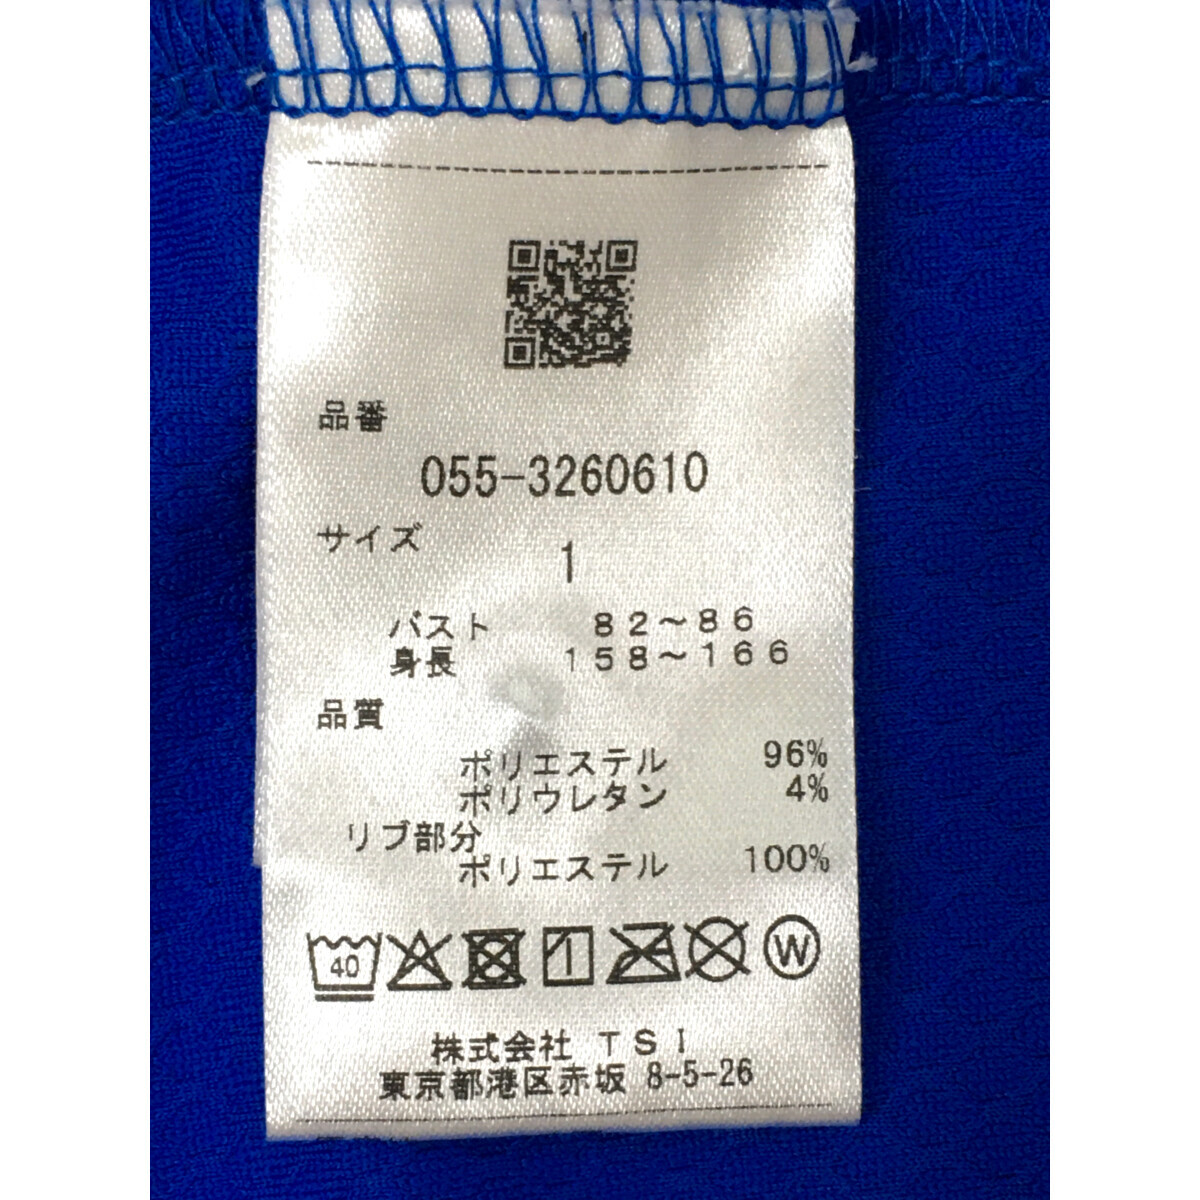 品番
055-3260610
サイズ
1
バスト 82～86
身長 158～166
品質
ポリエステル 96%
ポリウレタン 4%
リブ部分
ポリエステル 100%
40 W
株式会社 TSI
東京都港区赤坂 8-5-26